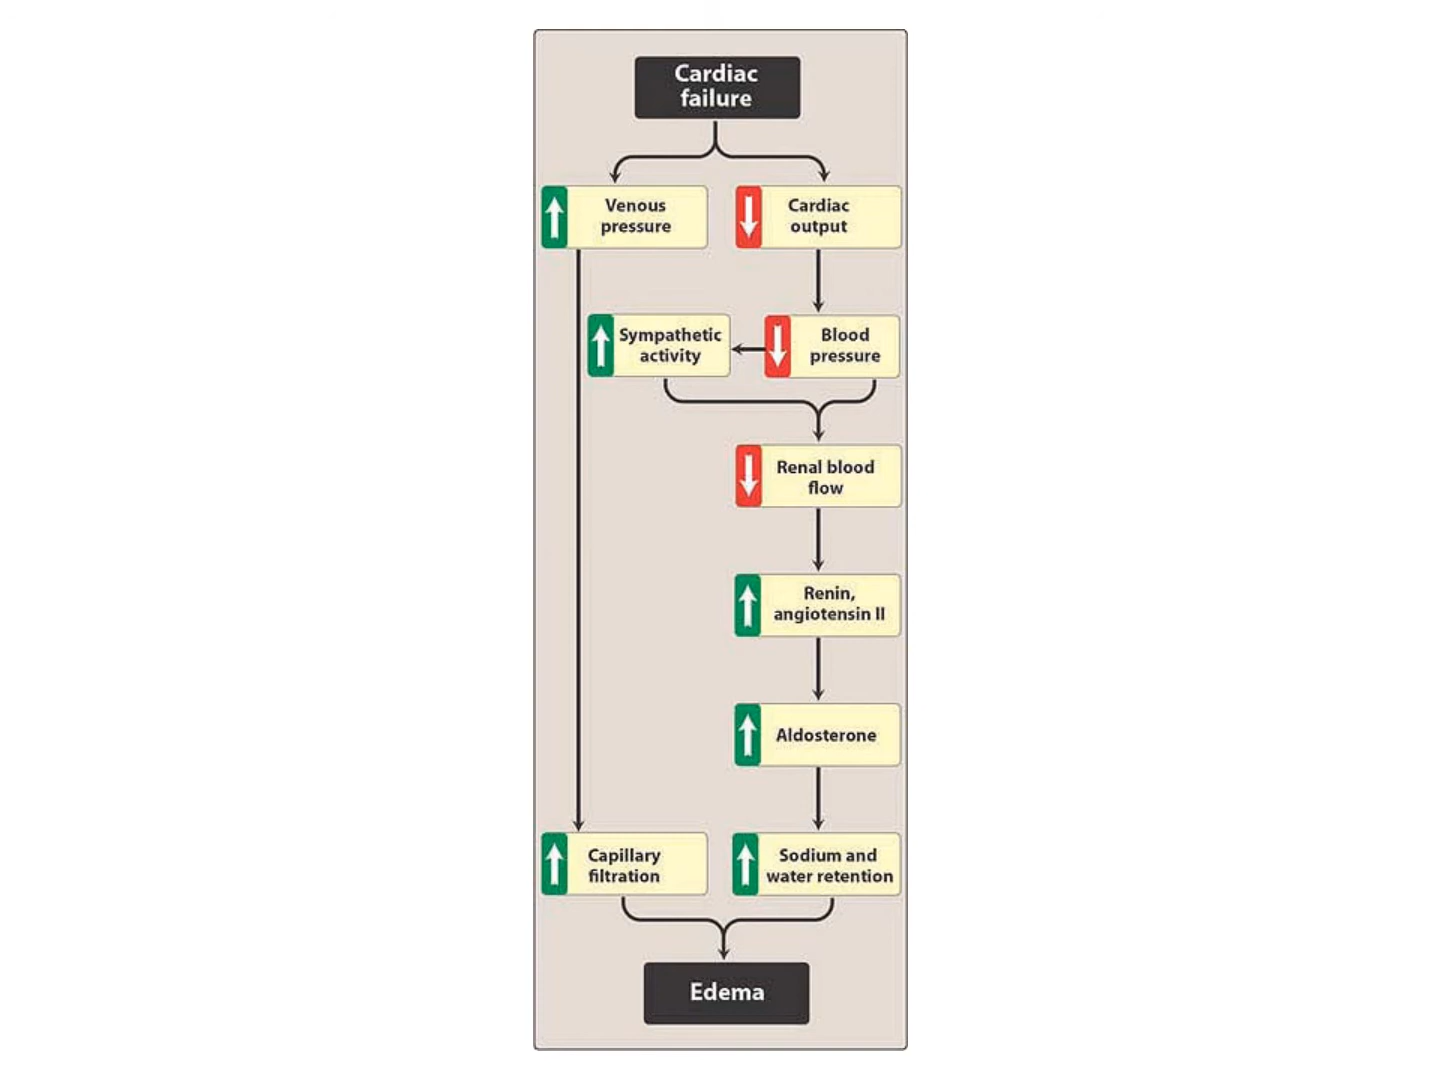 Cardiac
failure
Venous
pressure
Cardiac
output
Sympathetic
activity
Blood
pressure
Renal blood
flow
Renin,
angiotensin II
Aldosterone
Capillary
filtration
Sodium and
water retention
Edema